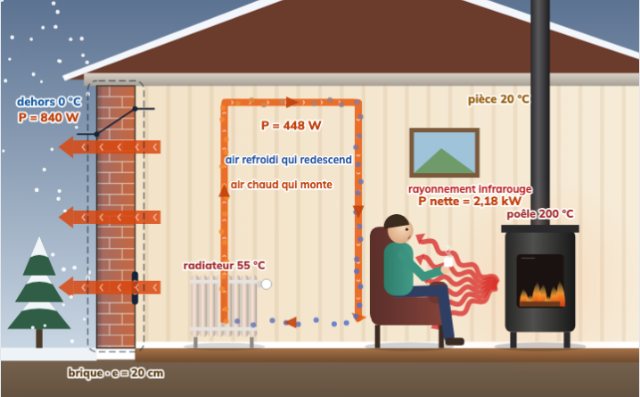 dehors 0 °C
P = 840 W
pièce 20 °C
P = 448 W
air refroidi qui redescend
air chaud qui monte
rayonnement infrarouge
P nette = 2,18 kW
poêle 200 °C
radiateur 55 °C
brique · e = 20 cm